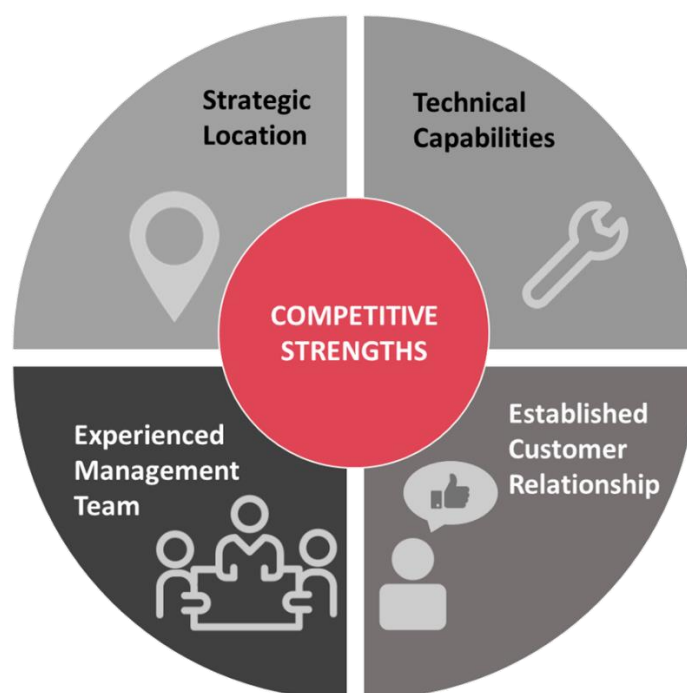 Strategic
Location
Technical
Capabilities
COMPETITIVE
STRENGTHS
Experienced
Management
Team
Established
Customer
Relationship